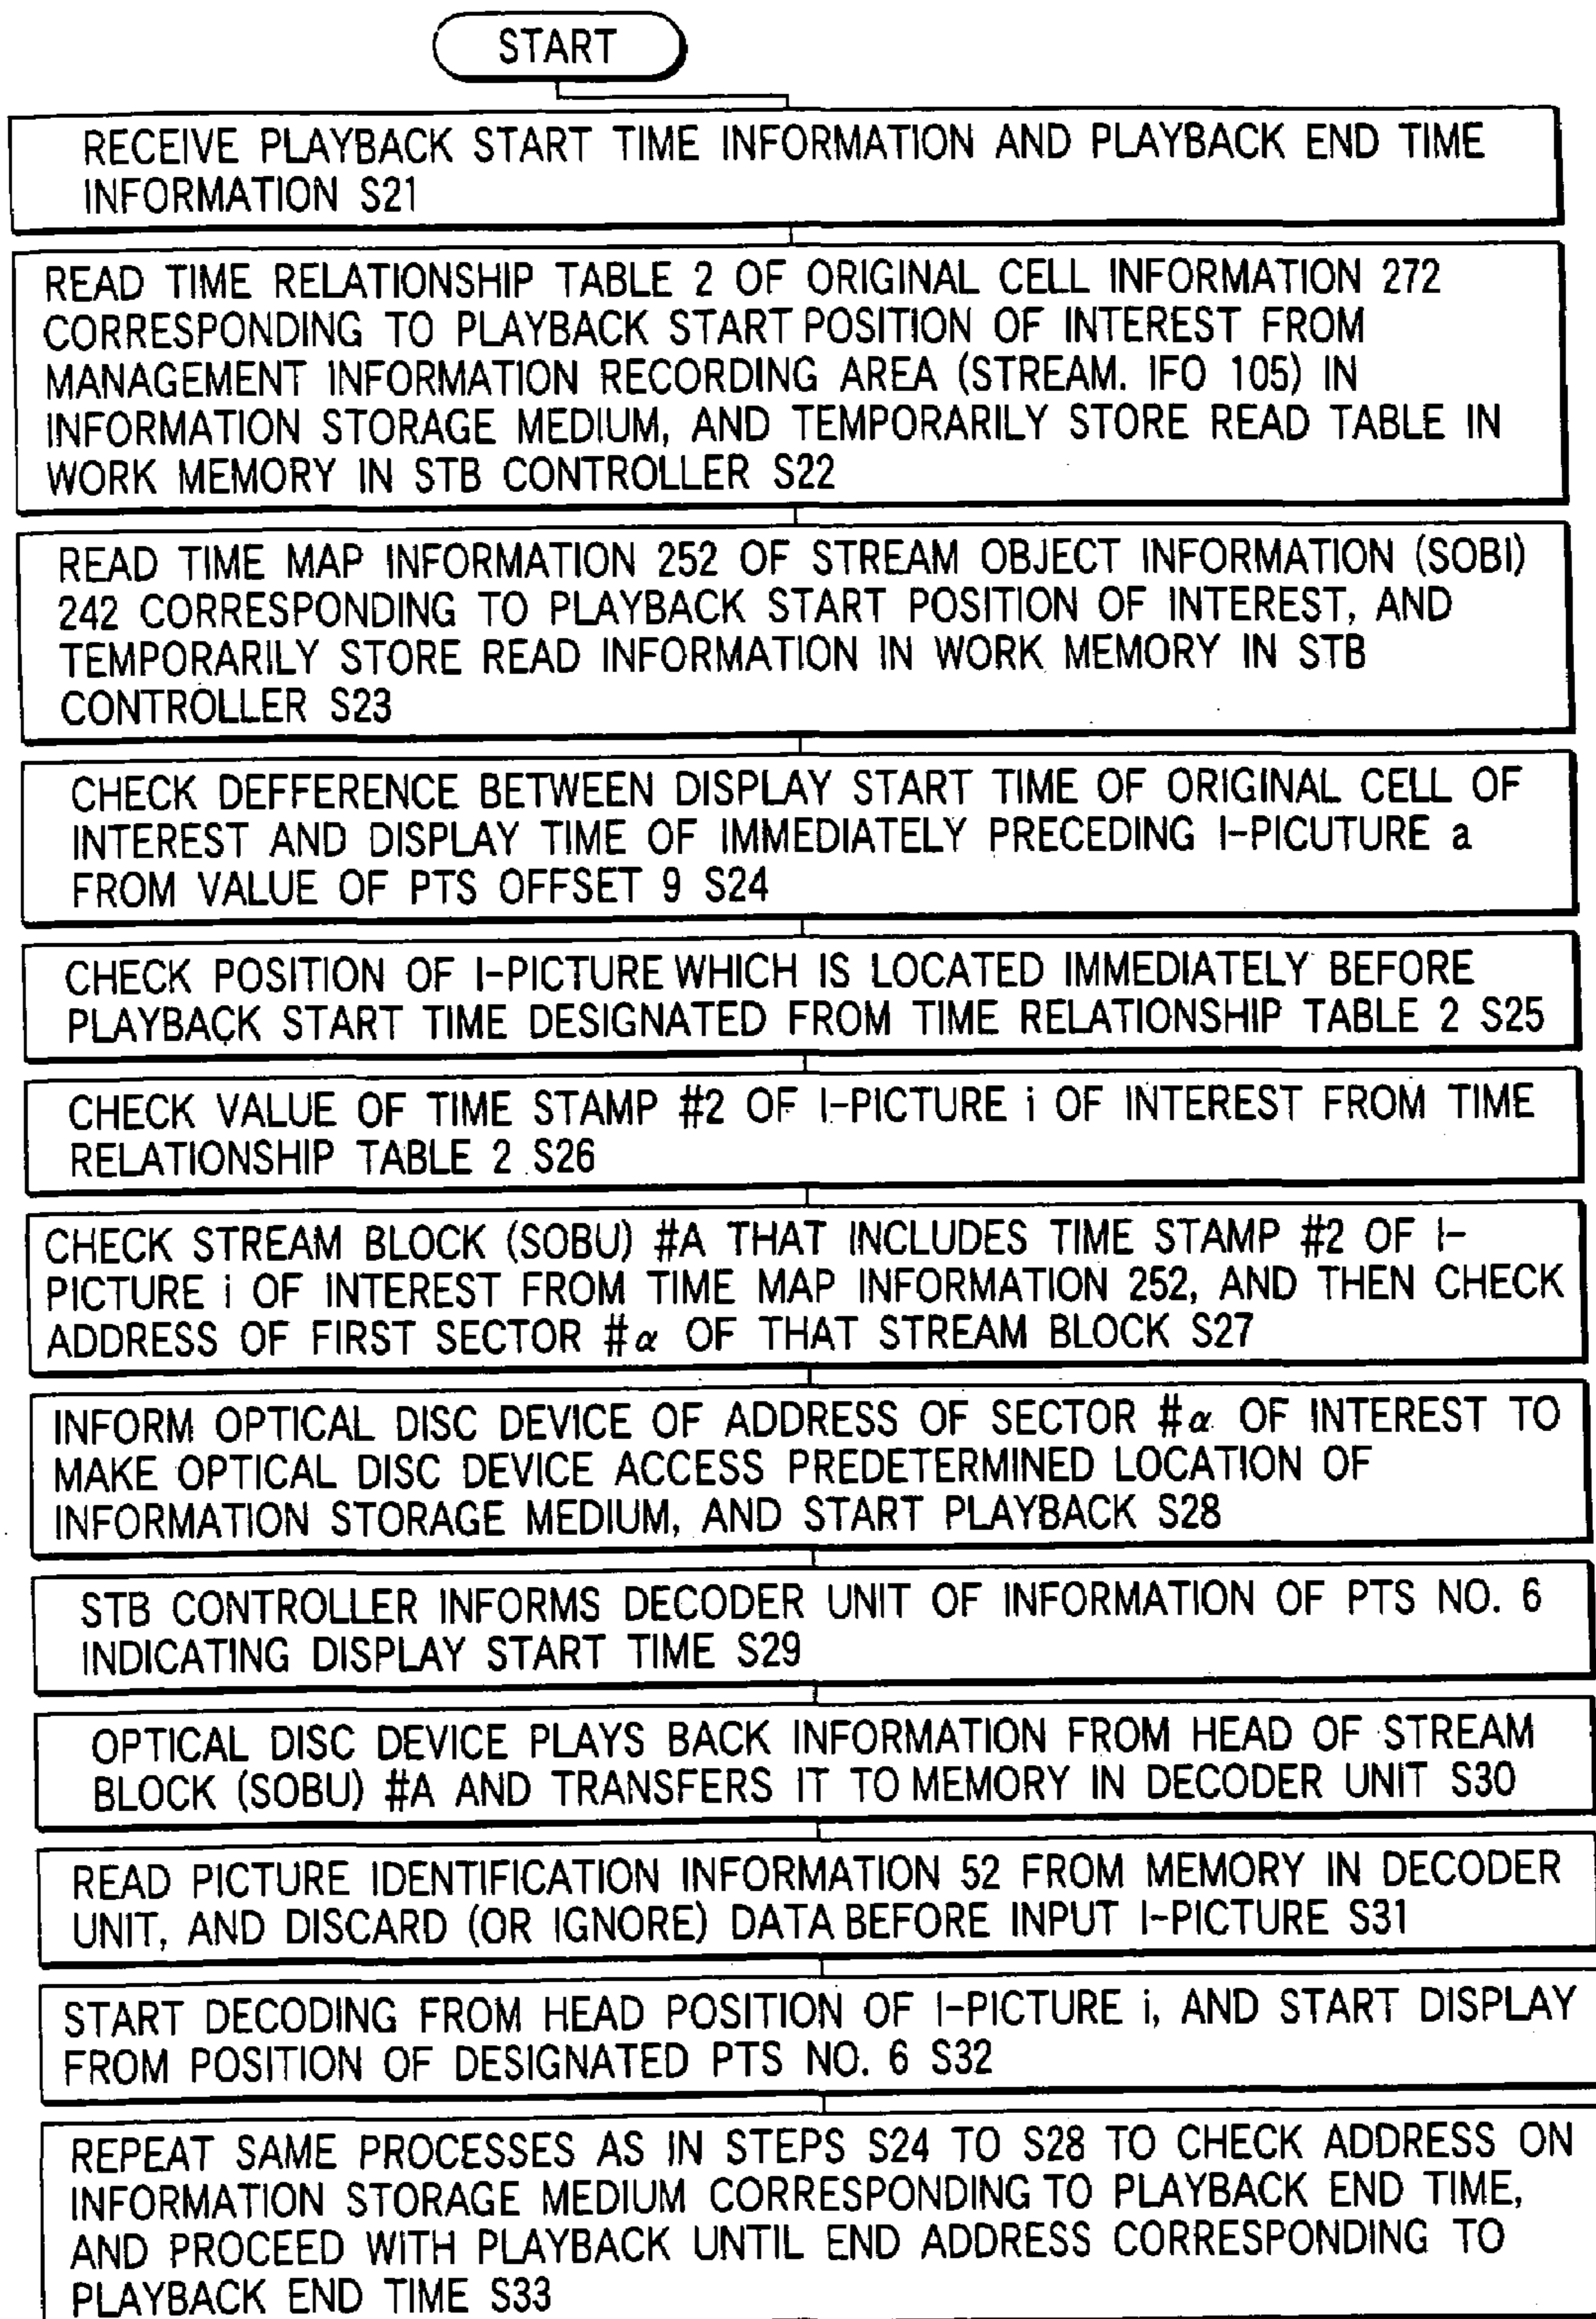 START
RECEIVE PLAYBACK START TIME INFORMATION AND PLAYBACK END TIME
INFORMATION S21
READ TIME RELATIONSHIP TABLE 2 OF ORIGINAL CELL INFORMATION 272
CORRESPONDING TO PLAYBACK START POSITION OF INTEREST FROM
MANAGEMENT INFORMATION RECORDING AREA (STREAM. IFO 105) IN
INFORMATION STORAGE MEDIUM, AND TEMPORARILY STORE READ TABLE IN
WORK MEMORY IN STB CONTROLLER S22
READ TIME MAP INFORMATION 252 OF STREAM OBJECT INFORMATION (SOBI)
242 CORRESPONDING TO PLAYBACK START POSITION OF INTEREST, AND
TEMPORARILY STORE READ INFORMATION IN WORK MEMORY IN STB
CONTROLLER S23
CHECK DEFFERENCE BETWEEN DISPLAY START TIME OF ORIGINAL CELL OF
INTEREST AND DISPLAY TIME OF IMMEDIATELY PRECEDING I-PICUTURE a
FROM VALUE OF PTS OFFSET 9 S24
CHECK POSITION OF I-PICTURE WHICH IS LOCATED IMMEDIATELY BEFORE
PLAYBACK START TIME DESIGNATED FROM TIME RELATIONSHIP TABLE 2 S25
CHECK VALUE OF TIME STAMP #2 OF I-PICTURE i OF INTEREST FROM TIME
RELATIONSHIP TABLE 2 S26
CHECK STREAM BLOCK (SOBU) #A THAT INCLUDES TIME STAMP #2 OF I-
PICTURE i OF INTEREST FROM TIME MAP INFORMATION 252, AND THEN CHECK
ADDRESS OF FIRST SECTOR #α OF THAT STREAM BLOCK S27
INFORM OPTICAL DISC DEVICE OF ADDRESS OF SECTOR #α OF INTEREST TO
MAKE OPTICAL DISC DEVICE ACCESS PREDETERMINED LOCATION OF
INFORMATION STORAGE MEDIUM, AND START PLAYBACK S28
STB CONTROLLER INFORMS DECODER UNIT OF INFORMATION OF PTS NO. 6
INDICATING DISPLAY START TIME S29
OPTICAL DISC DEVICE PLAYS BACK INFORMATION FROM HEAD OF STREAM
BLOCK (SOBU) #A AND TRANSFERS IT TO MEMORY IN DECODER UNIT S30
READ PICTURE IDENTIFICATION INFORMATION 52 FROM MEMORY IN DECODER
UNIT, AND DISCARD (OR IGNORE) DATA BEFORE INPUT I-PICTURE S31
START DECODING FROM HEAD POSITION OF I-PICTURE i, AND START DISPLAY
FROM POSITION OF DESIGNATED PTS NO. 6 S32
REPEAT SAME PROCESSES AS IN STEPS S24 TO S28 TO CHECK ADDRESS ON
INFORMATION STORAGE MEDIUM CORRESPONDING TO PLAYBACK END TIME,
AND PROCEED WITH PLAYBACK UNTIL END ADDRESS CORRESPONDING TO
PLAYBACK END TIME S33